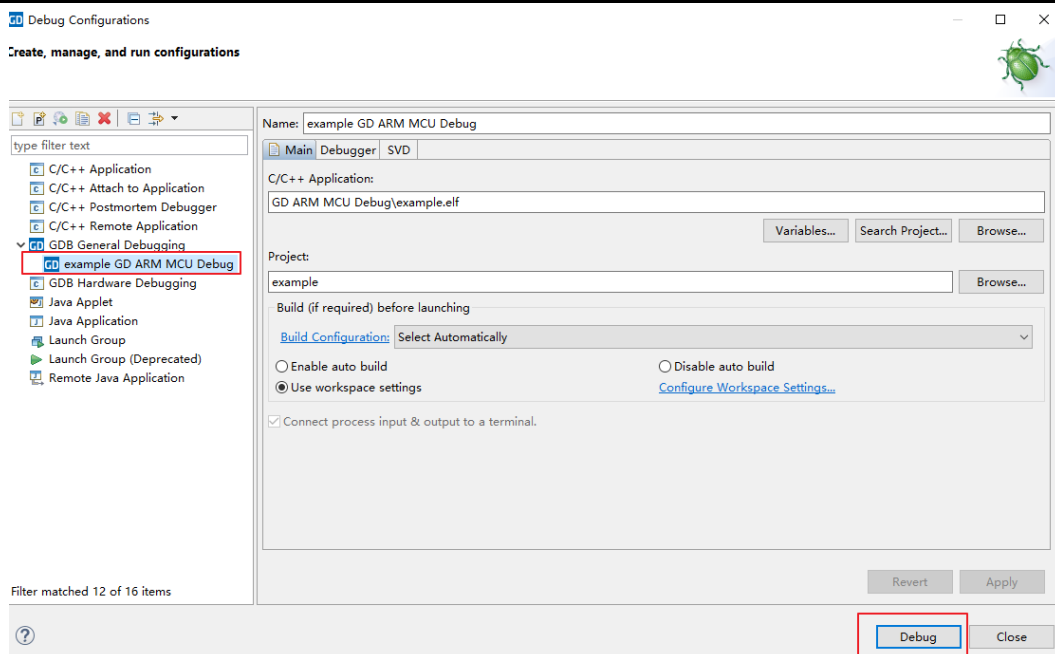 GD Debug Configurations
Create, manage, and run configurations
type filter text
C/C++ Application
C/C++ Attach to Application
C/C++ Postmortem Debugger
C/C++ Remote Application
GD GDB General Debugging
GD example GD ARM MCU Debug
GDB Hardware Debugging
Java Applet
Java Application
Launch Group
Launch Group (Deprecated)
Remote Java Application
Filter matched 12 of 16 items
Name: example GD ARM MCU Debug
Main Debugger SVD
C/C++ Application:
GD ARM MCU Debug\example.elf
Variables... Search Project... Browse...
Project:
example Browse...
Build (if required) before launching
Build Configuration: Select Automatically
Enable auto build Disable auto build
Use workspace settings Configure Workspace Settings...
Connect process input & output to a terminal.
Revert Apply
? Debug Close